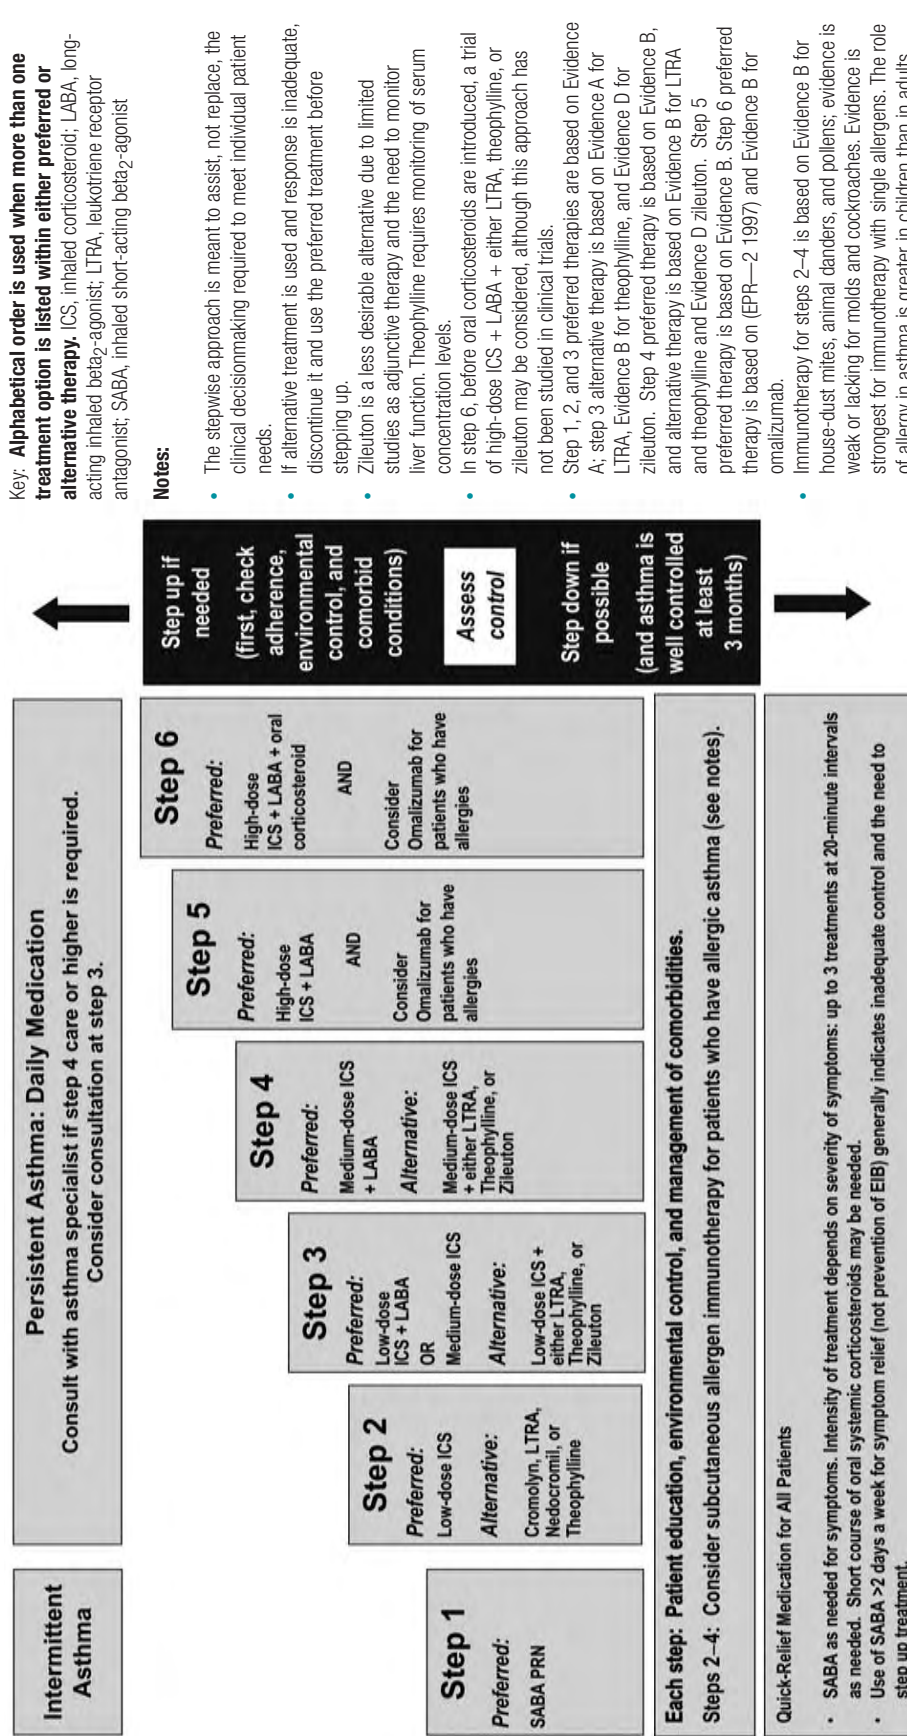 Intermittent
Asthma
Persistent Asthma: Daily Medication
Consult with asthma specialist if step 4 care or higher is required.
Consider consultation at step 3.
Step 1
Preferred:
SABA PRN
Step 2
Preferred:
Low-dose ICS
Alternative:
Cromolyn, LTRA,
Nedocromil, or
Theophylline
Step 3
Preferred:
Low-dose
ICS + LABA
OR
Medium-dose ICS
Alternative:
Low-dose ICS +
either LTRA,
Theophylline, or
Zileuton
Step 4
Preferred:
Medium-dose ICS
+ LABA
Alternative:
Medium-dose ICS
+ either LTRA,
Theophylline, or
Zileuton
Step 5
Preferred:
High-dose
ICS + LABA
AND
Consider
Omalizumab for
patients who have
allergies
Step 6
Preferred:
High-dose
ICS + LABA + oral
corticosteroid
AND
Consider
Omalizumab for
patients who have
allergies
Step up if
needed
(first, check
adherence,
environmental
control, and
comorbid
conditions)
Assess
control
Step down if
possible
(and asthma is
well controlled
at least
3 months)
Each step: Patient education, environmental control, and management of comorbidities.
Steps 2–4: Consider subcutaneous allergen immunotherapy for patients who have allergic asthma (see notes).
Quick-Relief Medication for All Patients
• SABA as needed for symptoms. Intensity of treatment depends on severity of symptoms: up to 3 treatments at 20-minute intervals
as needed. Short course of oral systemic corticosteroids may be needed.
• Use of SABA >2 days a week for symptom relief (not prevention of EIB) generally indicates inadequate control and the need to
step up treatment.
Key: Alphabetical order is used when more than one
treatment option is listed within either preferred or
alternative therapy. ICS, inhaled corticosteroid; LABA, long-
acting inhaled beta2-agonist; LTRA, leukotriene receptor
antagonist; SABA, inhaled short-acting beta2-agonist
Notes:
• The stepwise approach is meant to assist, not replace, the
clinical decisionmaking required to meet individual patient
needs.
• If alternative treatment is used and response is inadequate,
discontinue it and use the preferred treatment before
stepping up.
• Zileuton is a less desirable alternative due to limited
studies as adjunctive therapy and the need to monitor
liver function. Theophylline requires monitoring of serum
concentration levels.
• In step 6, before oral corticosteroids are introduced, a trial
of high-dose ICS + LABA + either LTRA, theophylline, or
zileuton may be considered, although this approach has
not been studied in clinical trials.
• Step 1, 2, and 3 preferred therapies are based on Evidence
A; step 3 alternative therapy is based on Evidence A for
LTRA, Evidence B for theophylline, and Evidence D for
zileuton. Step 4 preferred therapy is based on Evidence B,
and alternative therapy is based on Evidence B for LTRA
and theophylline and Evidence D zileuton. Step 5
preferred therapy is based on Evidence B. Step 6 preferred
therapy is based on (EPR—2 1997) and Evidence B for
omalizumab.
• Immunotherapy for steps 2–4 is based on Evidence B for
house-dust mites, animal danders, and pollens; evidence is
weak or lacking for molds and cockroaches. Evidence is
strongest for immunotherapy with single allergens. The role
of allergy in asthma is greater in children than in adults.